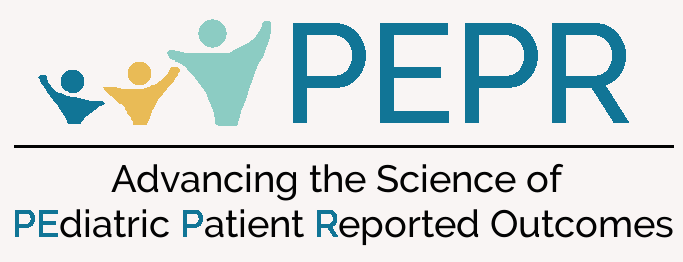 PEPR
Advancing the Science of
PEdiatric Patient Reported Outcomes